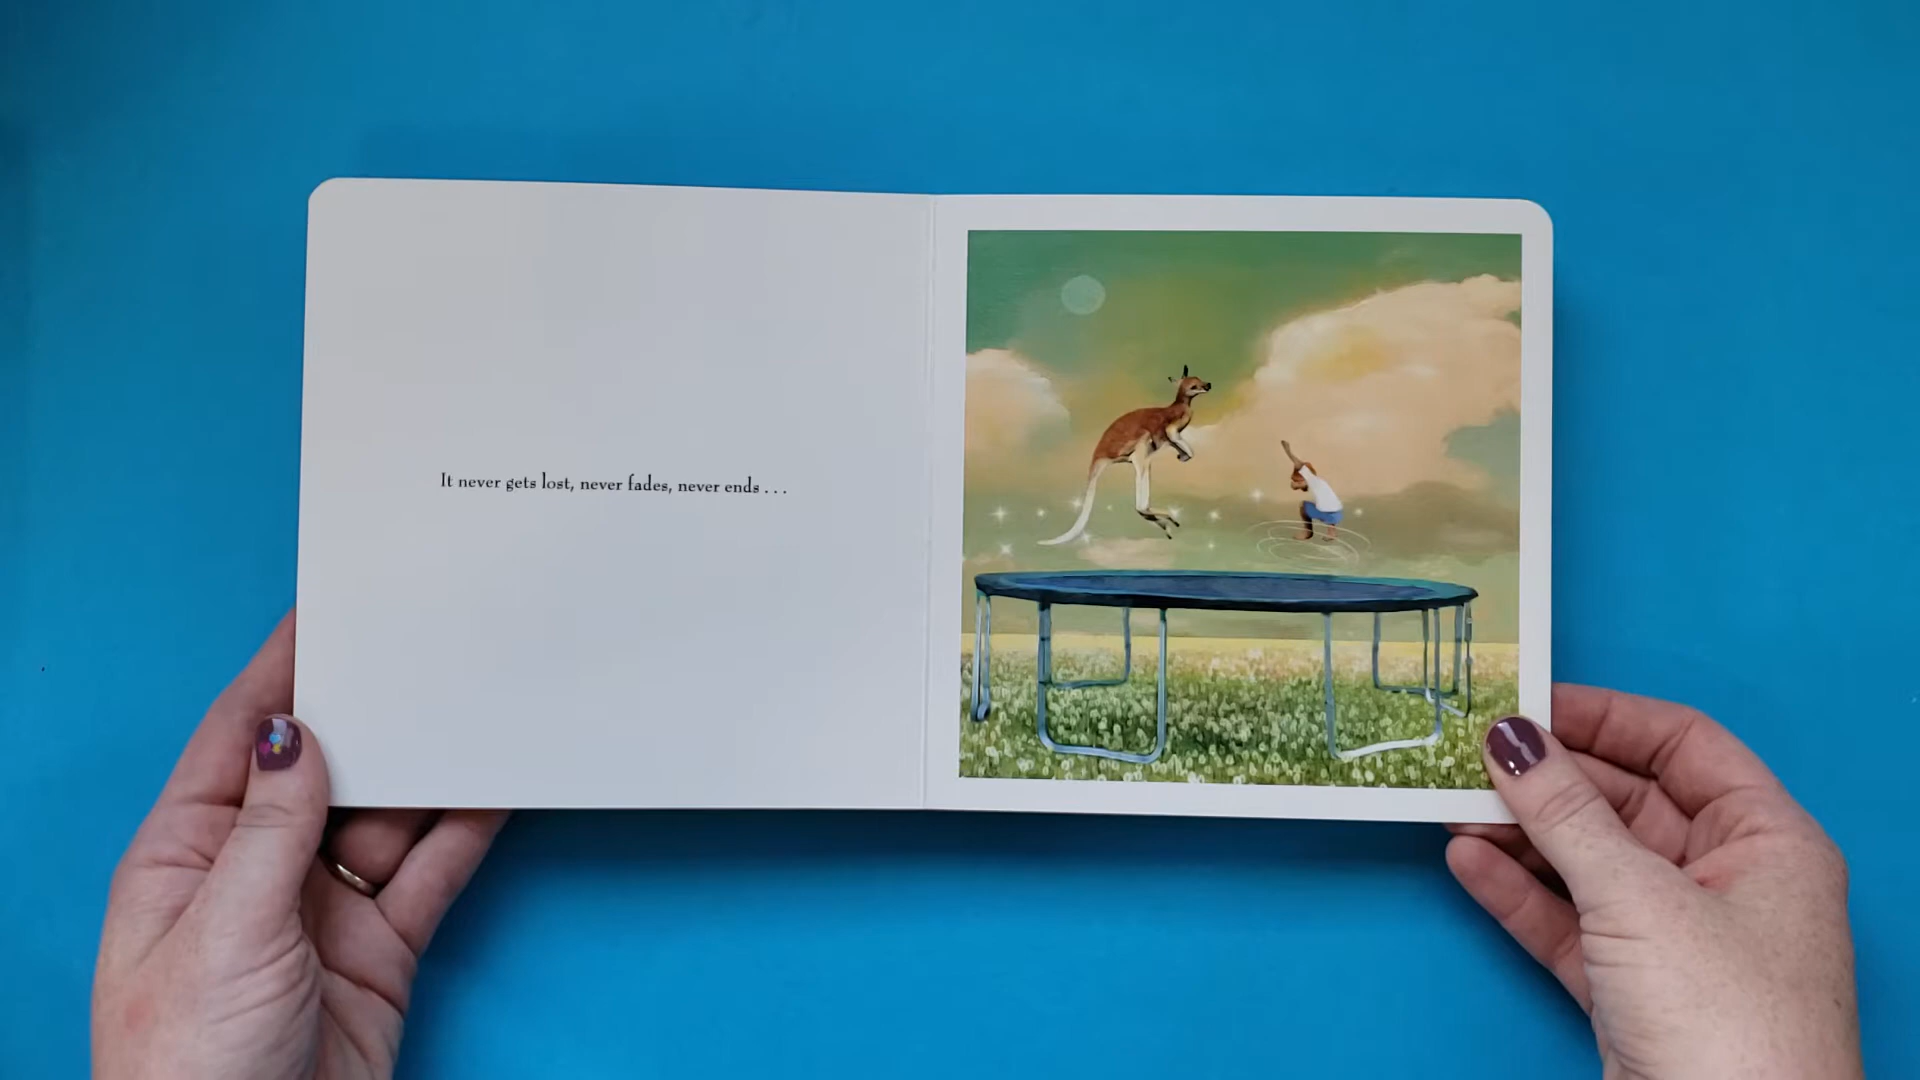 It never gets lost, never fades, never ends . . .